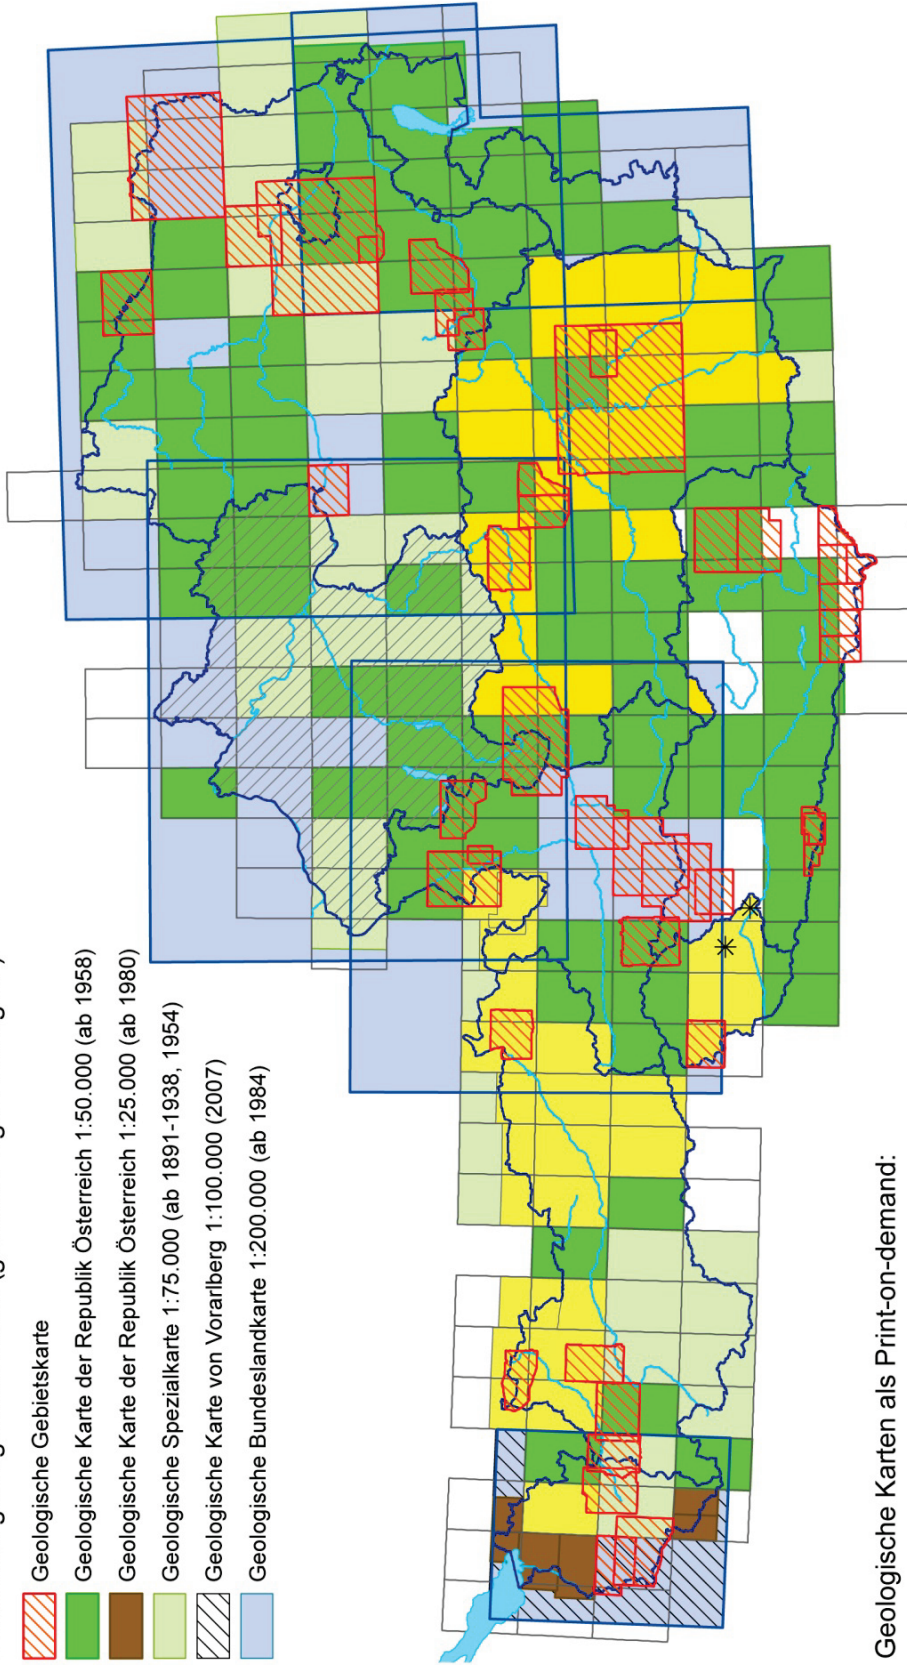 Geologische Gebietskarte
Geologische Karte der Republik Österreich 1:50.000 (ab 1958)
Geologische Karte der Republik Österreich 1:25.000 (ab 1980)
Geologische Spezialkarte 1:75.000 (ab 1891-1938, 1954)
Geologische Karte von Vorarlberg 1:100.000 (2007)
Geologische Bundeslandkarte 1:200.000 (ab 1984)
Geologische Karten als Print-on-demand: